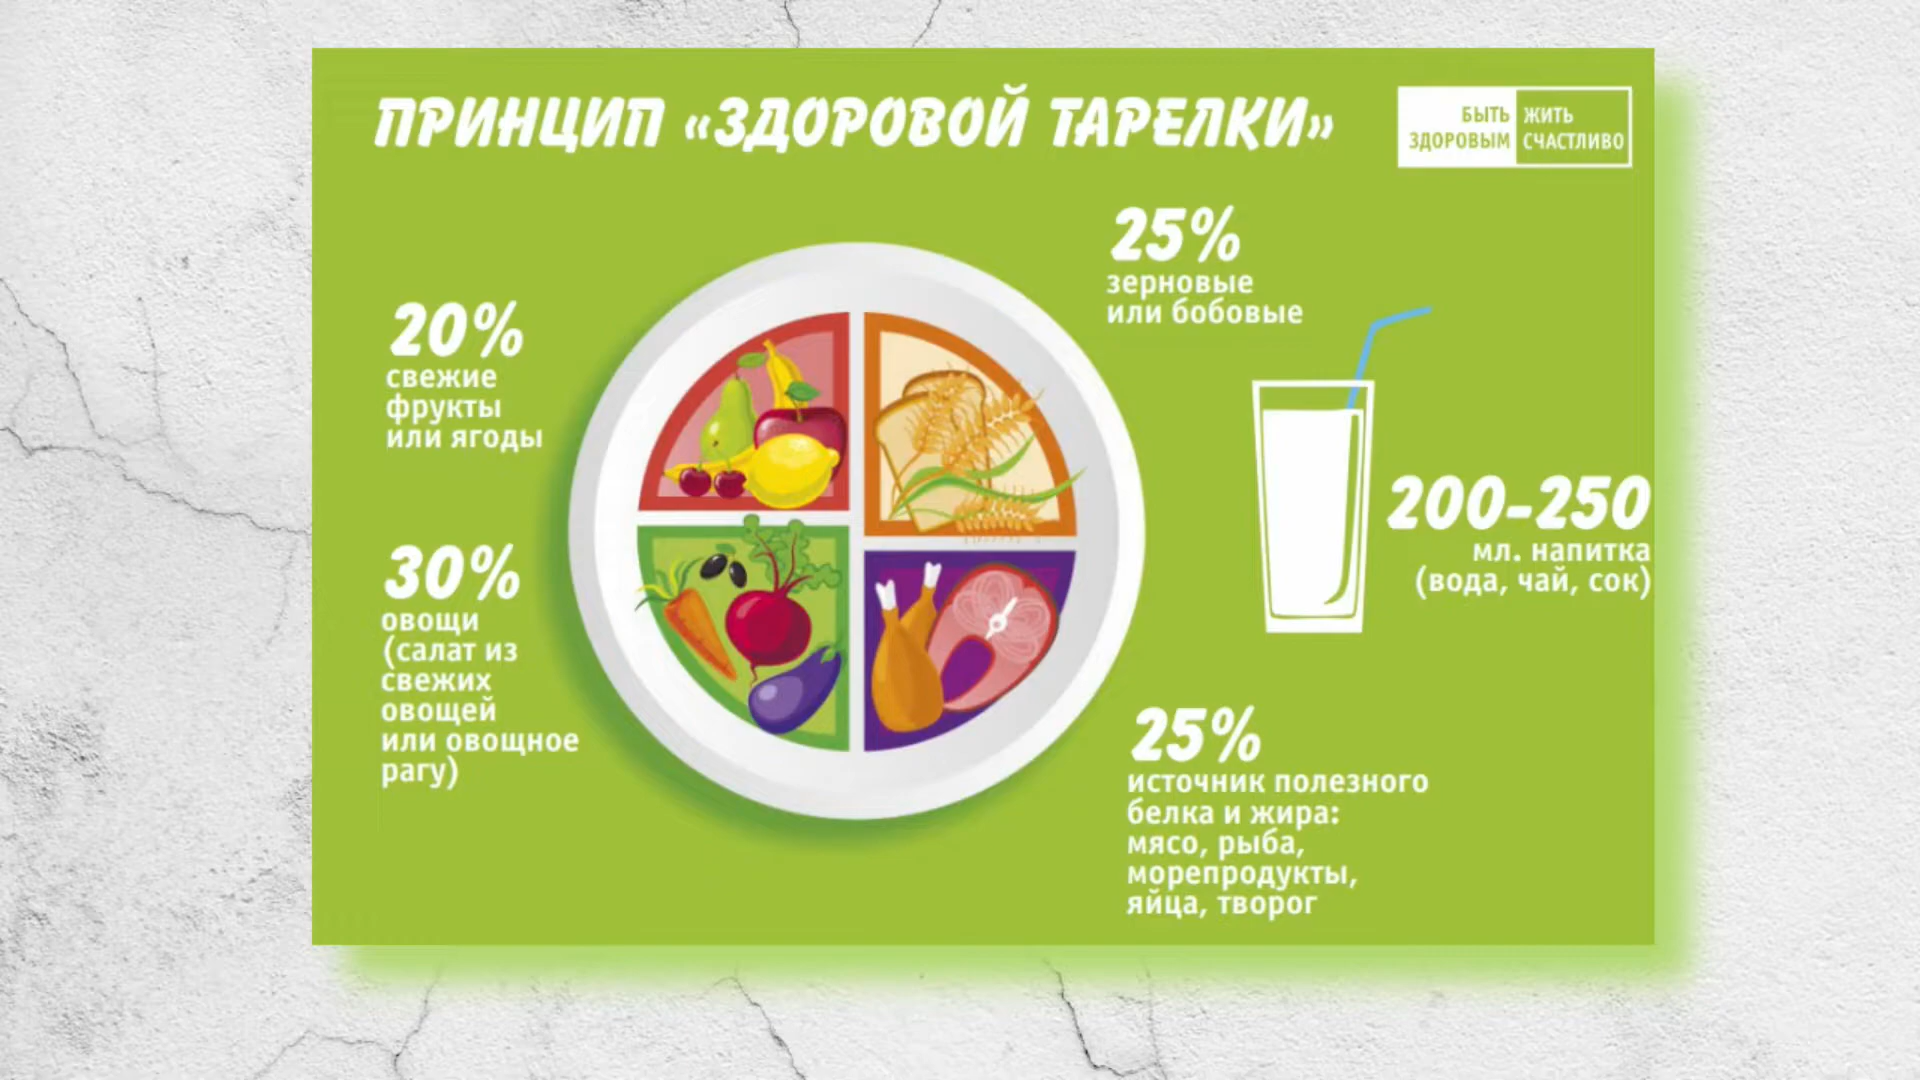 ПРИНЦИП «ЗДОРОВОЙ ТАРЕЛКИ»
БЫТЬ ЗДОРОВЫМ
ЖИТЬ СЧАСТЛИВО
20%
свежие
фрукты
или ягоды
25%
зерновые
или бобовые
30%
овощи
(салат из
свежих
овощей
или овощное
рагу)
200-250
мл. напитка
(вода, чай, сок)
25%
источник полезного
белка и жира:
мясо, рыба,
морепродукты,
яйца, творог